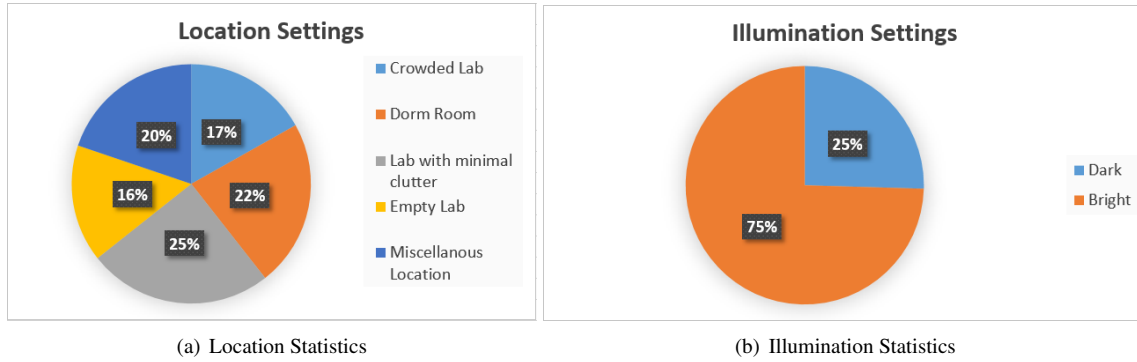 Location Settings
17%
22%
25%
16%
20%
Crowded Lab
Dorm Room
Lab with minimal
clutter
Empty Lab
Miscellanous
Location
(a) Location Statistics
Illumination Settings
25%
75%
Dark
Bright
(b) Illumination Statistics